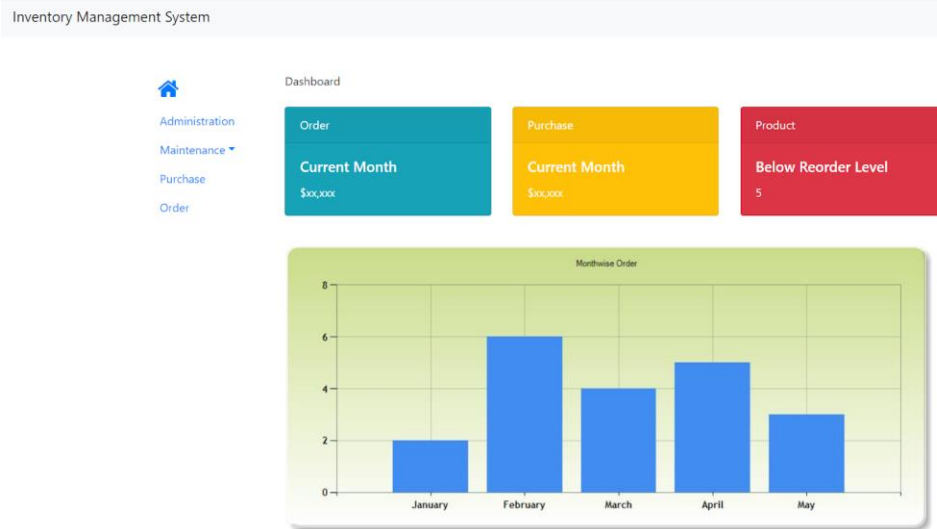 Inventory Management System
Dashboard
Administration
Maintenance
Purchase
Order
Order
Current Month
$xx,xxx
Purchase
Current Month
$xx,xxx
Product
Below Reorder Level
5
Monthwise Order
8
6
4
2
0
January February March April May